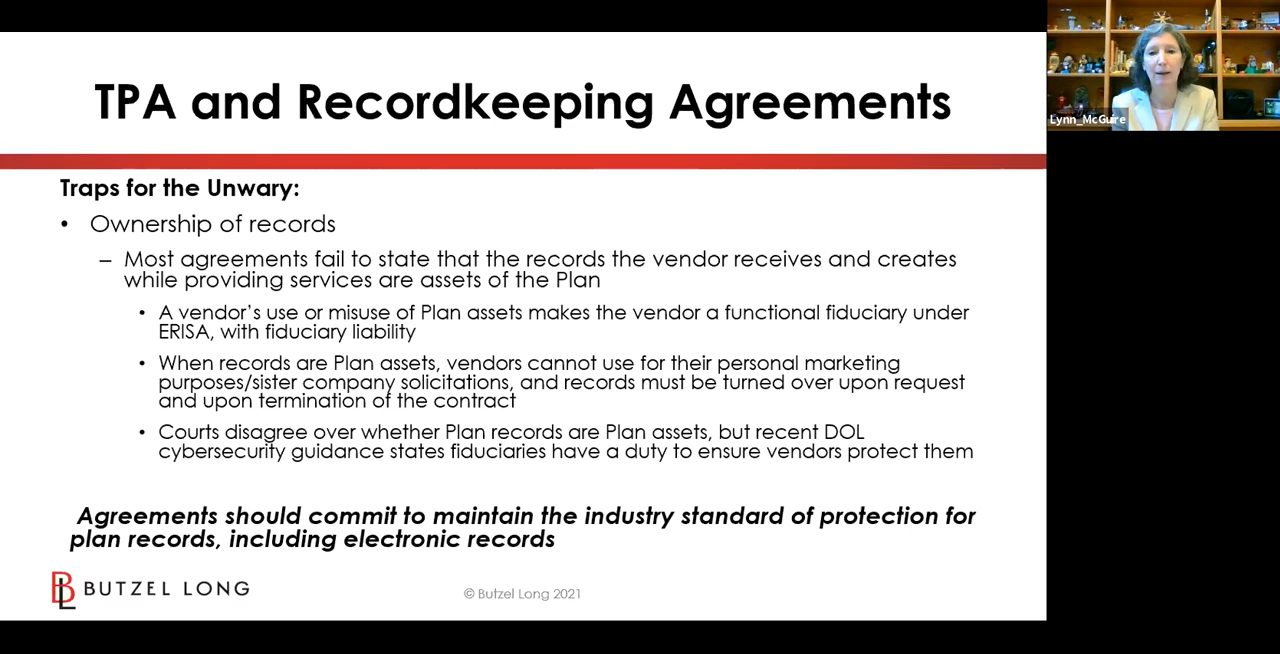 TPA and Recordkeeping Agreements
Lynn_McGuire
Traps for the Unwary:
• Ownership of records
– Most agreements fail to state that the records the vendor receives and creates
while providing services are assets of the Plan
• A vendor’s use or misuse of Plan assets makes the vendor a functional fiduciary under
ERISA, with fiduciary liability
• When records are Plan assets, vendors cannot use for their personal marketing
purposes/sister company solicitations, and records must be turned over upon request
and upon termination of the contract
• Courts disagree over whether Plan records are Plan assets, but recent DOL
cybersecurity guidance states fiduciaries have a duty to ensure vendors protect them
Agreements should commit to maintain the industry standard of protection for
plan records, including electronic records
BL BUTZEL LONG
© Butzel Long 2021